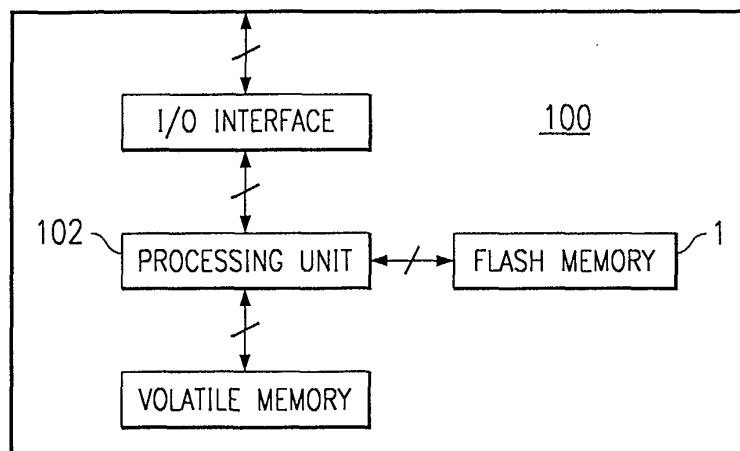 I/O INTERFACE
100
102
PROCESSING UNIT
FLASH MEMORY
1
VOLATILE MEMORY